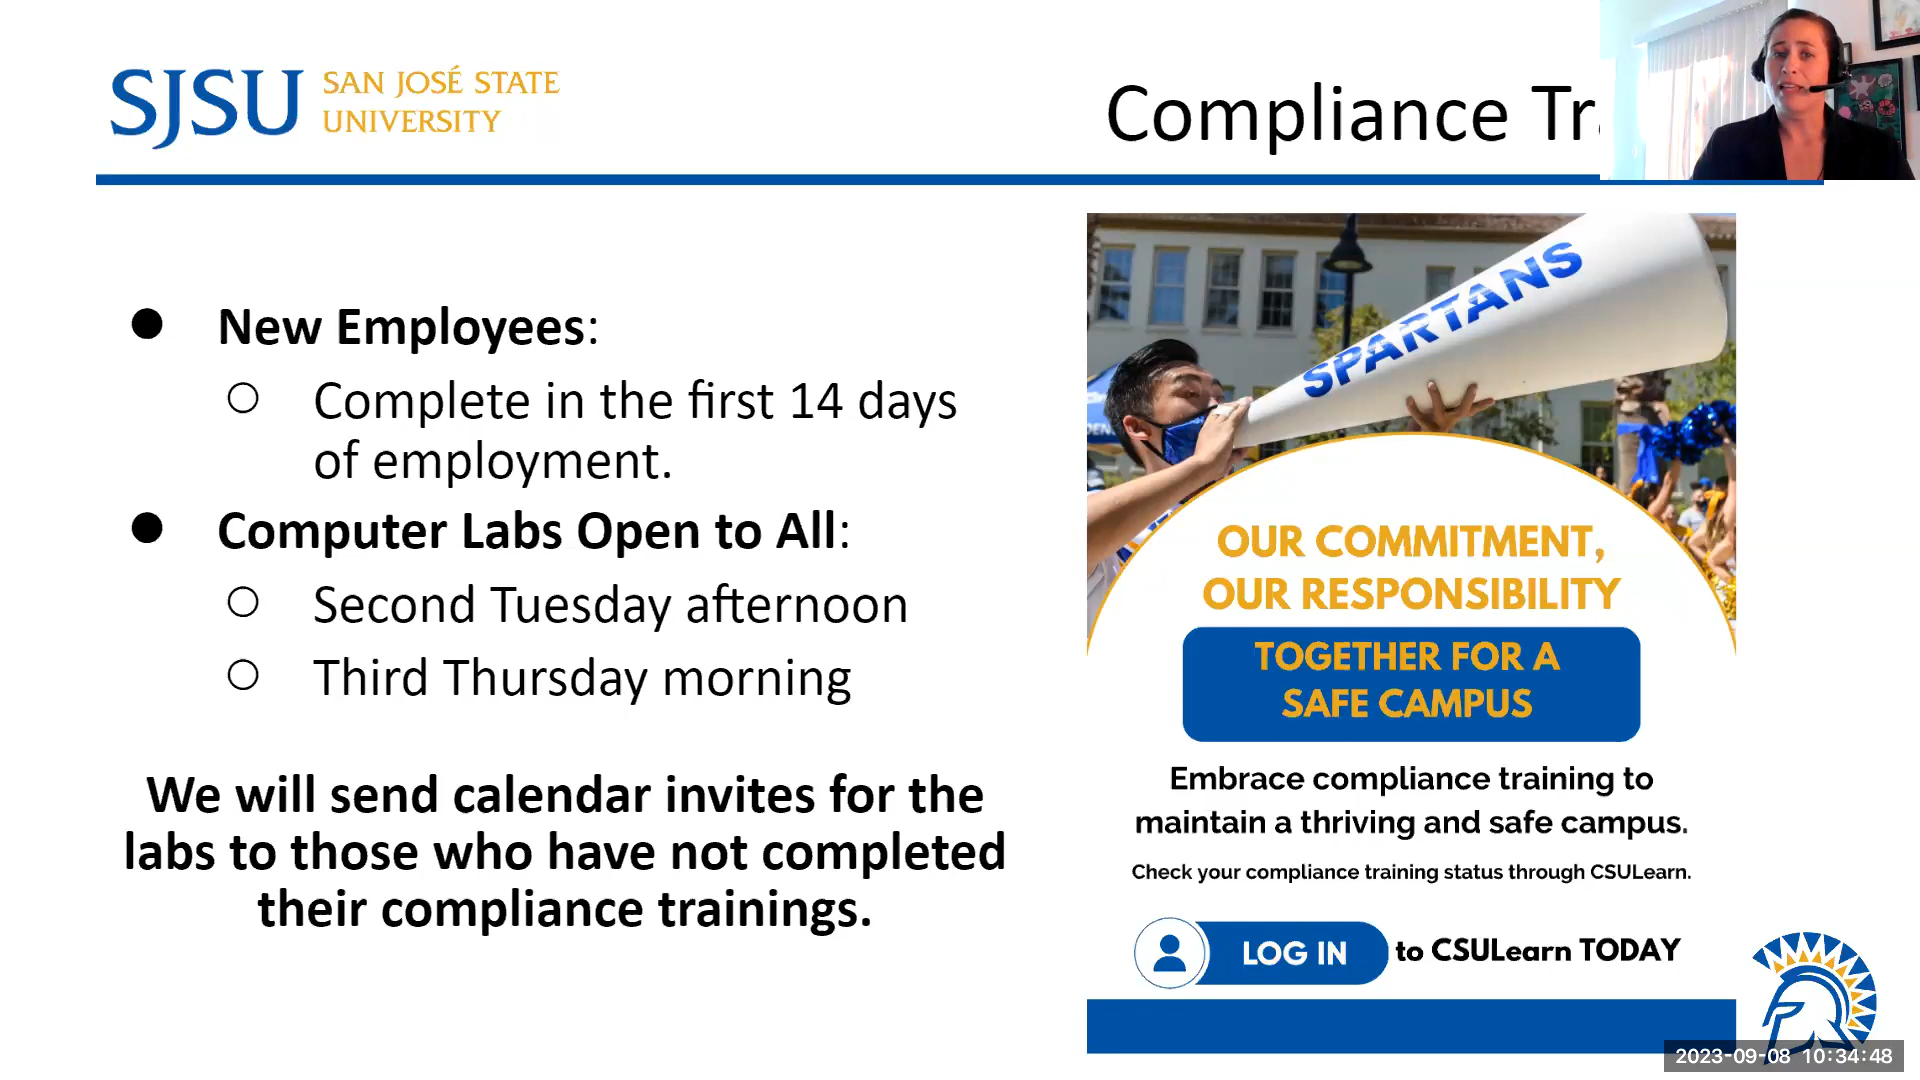 SJSU SAN JOSÉ STATE
UNIVERSITY
Compliance
New Employees:
Complete in the first 14 days
of employment.
Computer Labs Open to All:
Second Tuesday afternoon
Third Thursday morning
We will send calendar invites for the
labs to those who have not completed
their compliance trainings.
SPARTANS
OUR COMMITMENT,
OUR RESPONSIBILITY
TOGETHER FOR A
SAFE CAMPUS
Embrace compliance training to
maintain a thriving and safe campus.
Check your compliance training status through CSULearn.
LOG IN to CSULearn TODAY
2023-09-08 10:34:48